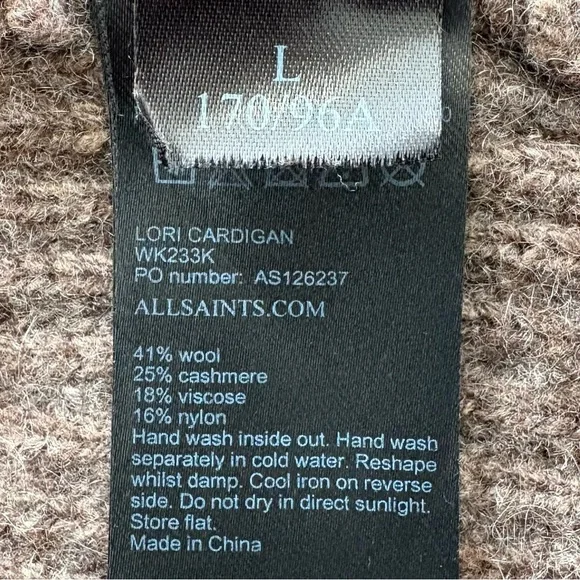 L
170/96A
LORI CARDIGAN
WK233K
PO number: AS126237
ALLSAINTS.COM
41% wool
25% cashmere
18% viscose
16% nylon
Hand wash inside out. Hand wash
separately in cold water. Reshape
whilst damp. Cool iron on reverse
side. Do not dry in direct sunlight.
Store flat.
Made in China